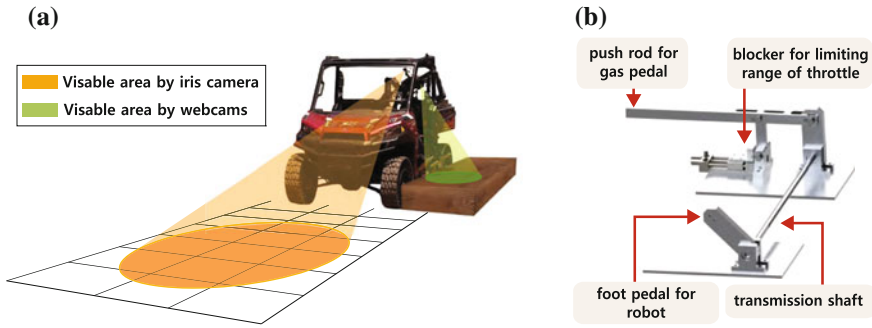 (a)
Visable area by iris camera
Visable area by webcams
(b)
push rod for
gas pedal
blocker for limiting
range of throttle
foot pedal for
robot
transmission shaft